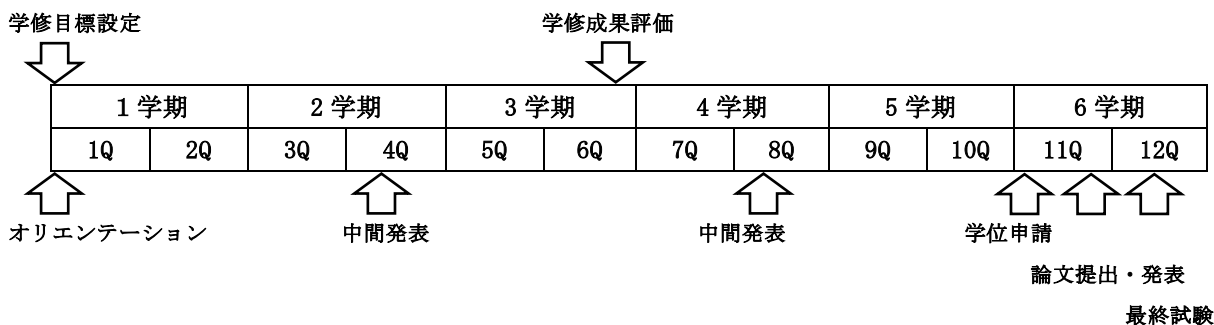 学修目標設定 学修成果評価
1学期 2学期 3学期 4学期 5学期 6学期
1Q 2Q 3Q 4Q 5Q 6Q 7Q 8Q 9Q 10Q 11Q 12Q
オリエンテーション 中間発表 中間発表 学位申請
論文提出・発表
最終試験